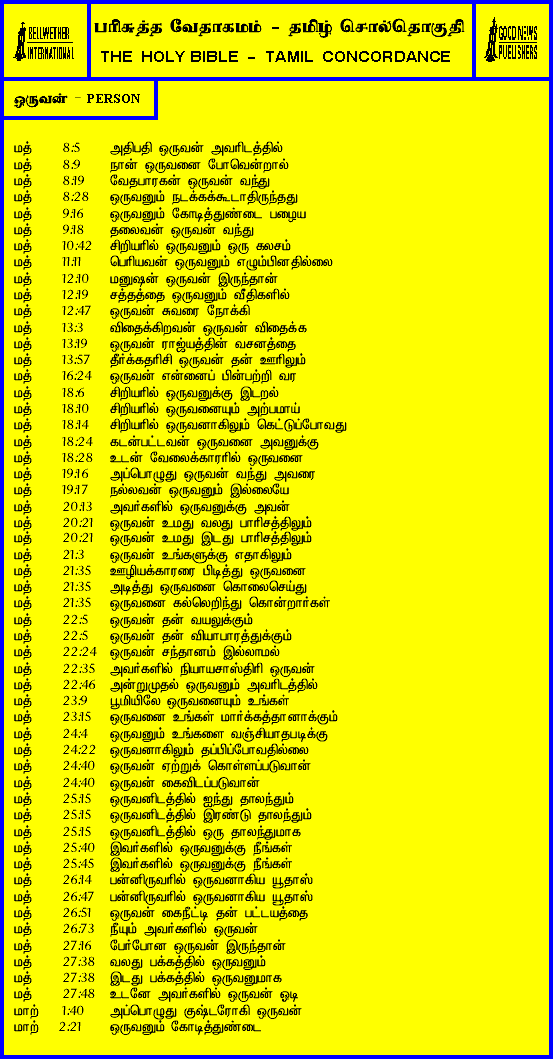 BELLWETHER
INTERNATIONAL
பரிசுத்த வேதாகமம் - தமிழ் சொல்தொகுதி
THE HOLY BIBLE - TAMIL CONCORDANCE
GOOD NEWS
PUBLISHERS
ஒருவன் - PERSON
மத் 8:5 அதிபதி ஒருவன் அவரிடத்தில்
மத் 8:9 நான் ஒருவனை போவென்றால்
மத் 8:19 வேதபாரகன் ஒருவன் வந்து
மத் 8:28 ஒருவனும் நடக்கக்கூடாதிருந்தது
மத் 9:16 ஒருவனும் கோடித்துண்டை பழைய
மத் 9:18 தலைவன் ஒருவன் வந்து
மத் 10:42 சிறியரில் ஒருவனும் ஒரு கலசம்
மத் 11:11 பெரியவன் ஒருவனும் எழும்பினதில்லை
மத் 12:10 மனுஷன் ஒருவன் இருந்தான்
மத் 12:19 சத்தத்தை ஒருவனும் வீதிகளில்
மத் 12:47 ஒருவன் சுவரை நோக்கி
மத் 13:3 விதைக்கிறவன் ஒருவன் விதைக்க
மத் 13:19 ஒருவன் ராஜ்யத்தின் வசனத்தை
மத் 13:57 தீர்க்கதரிசி ஒருவன் தன் ஊரிலும்
மத் 16:24 ஒருவன் என்னைப் பின்பற்றி வர
மத் 18:6 சிறியரில் ஒருவனுக்கு இடறல்
மத் 18:10 சிறியரில் ஒருவனையும் அற்பமாய்
மத் 18:14 சிறியரில் ஒருவனாகிலும் கெட்டுப்போவது
மத் 18:24 கடன்பட்டவன் ஒருவனை அவனுக்கு
மத் 18:28 உடன் வேலைக்காரரில் ஒருவனை
மத் 19:16 அப்பொழுது ஒருவன் வந்து அவரை
மத் 19:17 நல்லவன் ஒருவனும் இல்லையே
மத் 20:13 அவர்களில் ஒருவனுக்கு அவன்
மத் 20:21 ஒருவன் உமது வலது பாரிசத்திலும்
மத் 20:21 ஒருவன் உமது இடது பாரிசத்திலும்
மத் 21:3 ஒருவன் உங்களுக்கு எதாகிலும்
மத் 21:35 ஊழியக்காரரை பிடித்து ஒருவனை
மத் 21:35 அடித்து ஒருவனை கொலைசெய்து
மத் 21:35 ஒருவனை கல்லெறிந்து கொன்றார்கள்
மத் 22:5 ஒருவன் தன் வயலுக்கும்
மத் 22:5 ஒருவன் தன் வியாபாரத்துக்கும்
மத் 22:24 ஒருவன் சந்தானம் இல்லாமல்
மத் 22:35 அவர்களில் நியாயசாஸ்திரி ஒருவன்
மத் 22:46 அன்றுமுதல் ஒருவனும் அவரிடத்தில்
மத் 23:9 பூமியிலே ஒருவனையும் உங்கள்
மத் 23:15 ஒருவனை உங்கள் மார்க்கத்தானாக்கும்
மத் 24:4 ஒருவனும் உங்களை வஞ்சியாதபடிக்கு
மத் 24:22 ஒருவனாகிலும் தப்பிப்போவதில்லை
மத் 24:40 ஒருவன் ஏற்றுக் கொள்ளப்படுவான்
மத் 24:40 ஒருவன் கைவிடப்படுவான்
மத் 25:15 ஒருவனிடத்தில் ஐந்து தாலந்தும்
மத் 25:15 ஒருவனிடத்தில் இரண்டு தாலந்தும்
மத் 25:15 ஒருவனிடத்தில் ஒரு தாலந்துமாக
மத் 25:40 இவர்களில் ஒருவனுக்கு நீங்கள்
மத் 25:45 இவர்களில் ஒருவனுக்கு நீங்கள்
மத் 26:14 பன்னிருவரில் ஒருவனாகிய யூதாஸ்
மத் 26:47 பன்னிருவரில் ஒருவனாகிய யூதாஸ்
மத் 26:51 ஒருவன் கைநீட்டி தன் பட்டயத்தை
மத் 26:73 நீயும் அவர்களில் ஒருவன்
மத் 27:16 பேர்போன ஒருவன் இருந்தான்
மத் 27:38 வலது பக்கத்தில் ஒருவனும்
மத் 27:38 இடது பக்கத்தில் ஒருவனுமாக
மத் 27:48 உடனே அவர்களில் ஒருவன் ஓடி
மாற் 1:40 அப்பொழுது குஷ்டரோகி ஒருவன்
மாற் 2:21 ஒருவனும் கோடித்துண்டை